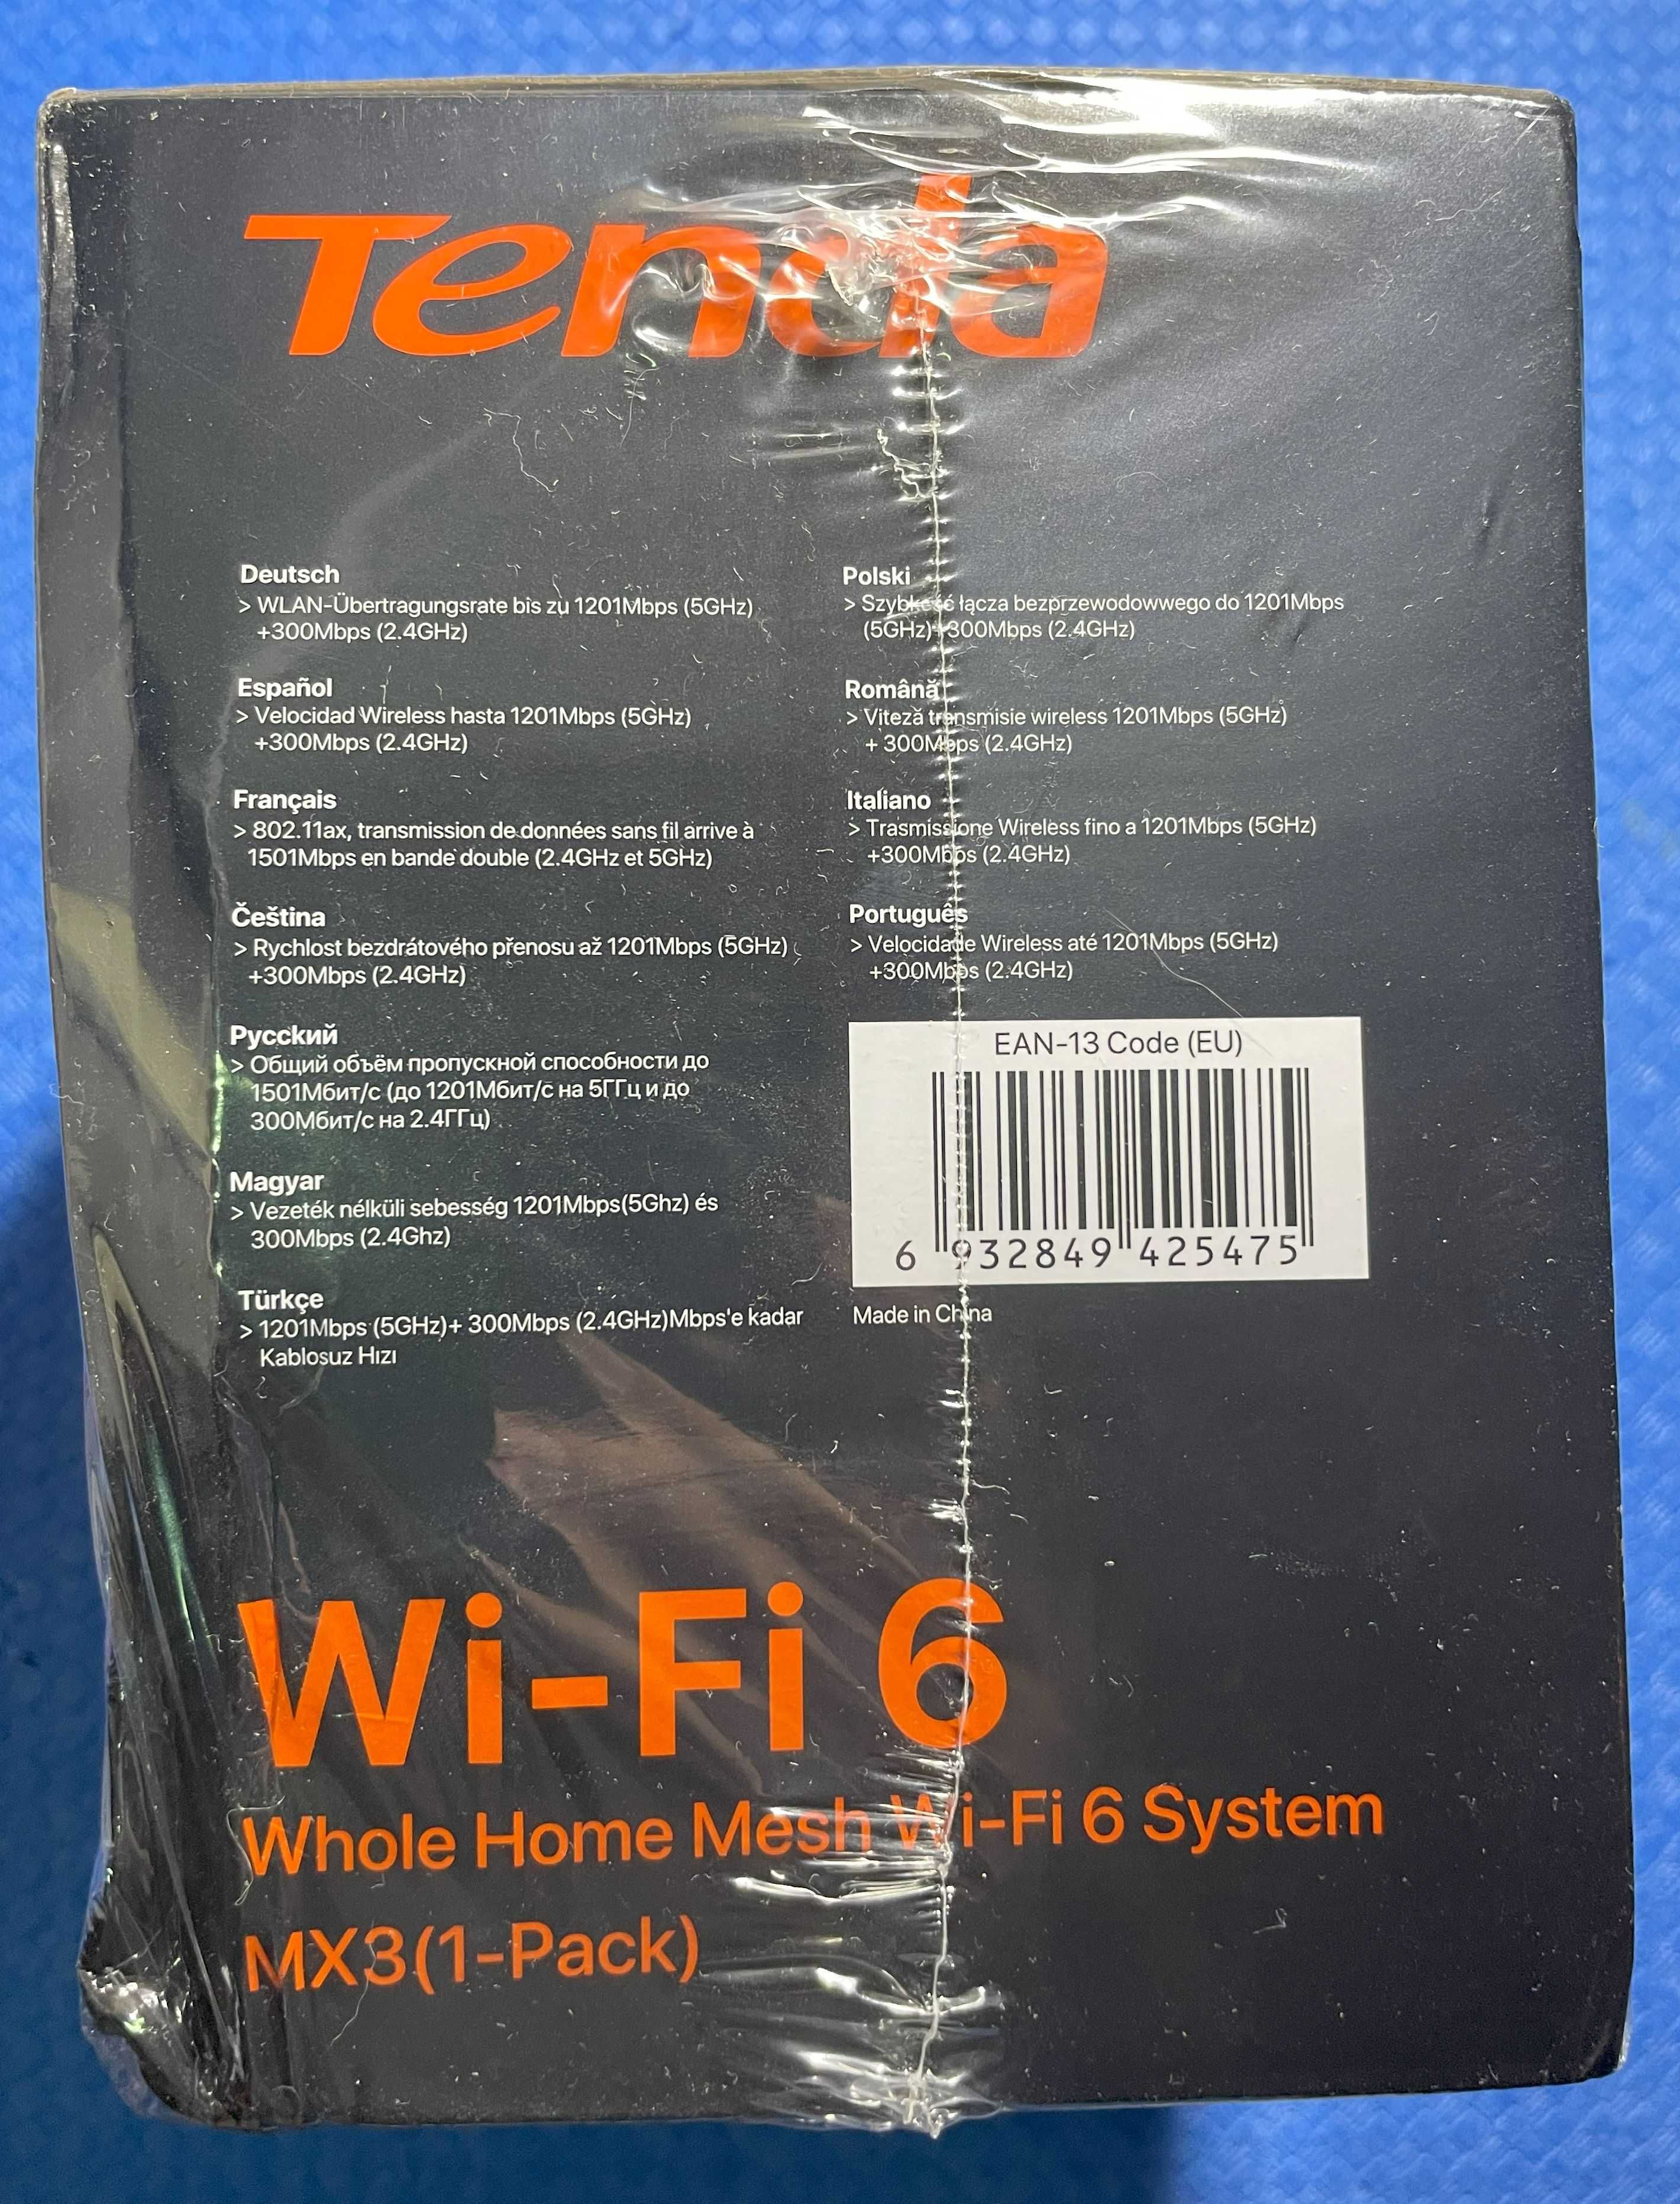 Tenda
Deutsch
> WLAN-Übertragungsrate bis zu 1201Mbps (5GHz)
+300Mbps (2.4GHz)
Español
> Velocidad Wireless hasta 1201Mbps (5GHz)
+300Mbps (2.4GHz)
Français
> 802.11ax, transmission de données sans fil arrive à
1501Mbps en bande double (2.4GHz et 5GHz)
Čeština
> Rychlost bezdrátového přenosu až 1201Mbps (5GHz)
+300Mbps (2.4GHz)
Русский
> Общий объём пропускной способности до
1501Мбит/с (до 1201Мбит/с на 5ГГц и до
300Мбит/с на 2.4ГГц)
Magyar
> Vezeték nélküli sebesség 1201Mbps(5Ghz) és
300Mbps (2.4Ghz)
Türkçe
> 1201Mbps (5GHz)+ 300Mbps (2.4GHz)Mbps'e kadar
Kablosuz Hızı
Polski
> Szybkość łącza bezprzewodowwego do 1201Mbps
(5GHz)+300Mbps (2.4GHz)
Română
> Viteză transmisie wireless 1201Mbps (5GHz)
+ 300Mbps (2.4GHz)
Italiano
> Trasmissione Wireless fino a 1201Mbps (5GHz)
+300Mbps (2.4GHz)
Português
> Velocidade Wireless até 1201Mbps (5GHz)
+300Mbps (2.4GHz)
EAN-13 Code (EU)
6 932849 425475
Made in China
Wi-Fi 6
Whole Home Mesh Wi-Fi 6 System
MX3(1-Pack)